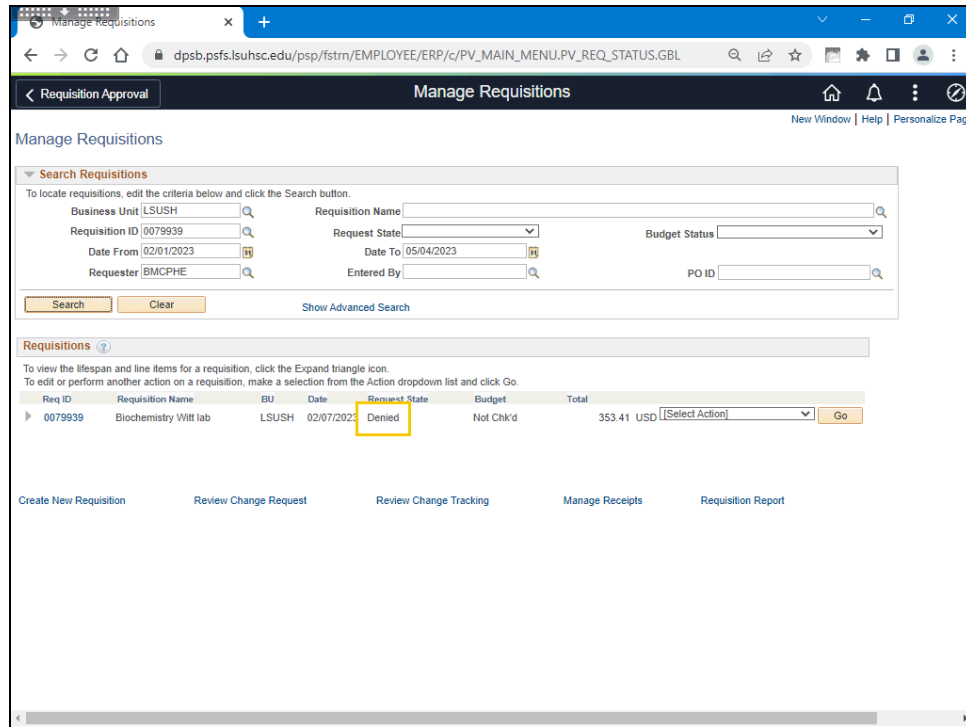 Manage Requisitions
dpsb.psfs.lsuhsc.edu/psp/fstrn/EMPLOYEE/ERP/c/PV_MAIN_MENU.PV_REQ_STATUS.GBL
Requisition Approval Manage Requisitions
New Window | Help | Personalize Pag
Manage Requisitions
Search Requisitions
To locate requisitions, edit the criteria below and click the Search button.
Business Unit LSUSH Requisition Name
Requisition ID 0079939 Request State Budget Status
Date From 02/01/2023 Date To 05/04/2023
Requester BMCPHE Entered By PO ID
Search Clear Show Advanced Search
Requisitions ?
To view the lifespan and line items for a requisition, click the Expand triangle icon.
To edit or perform another action on a requisition, make a selection from the Action dropdown list and click Go.
Req ID Requisition Name BU Date Request State Budget Total
0079939 Biochemistry Witt lab LSUSH 02/07/2023 Denied Not Chk'd 353.41 USD [Select Action] Go
Create New Requisition Review Change Request Review Change Tracking Manage Receipts Requisition Report